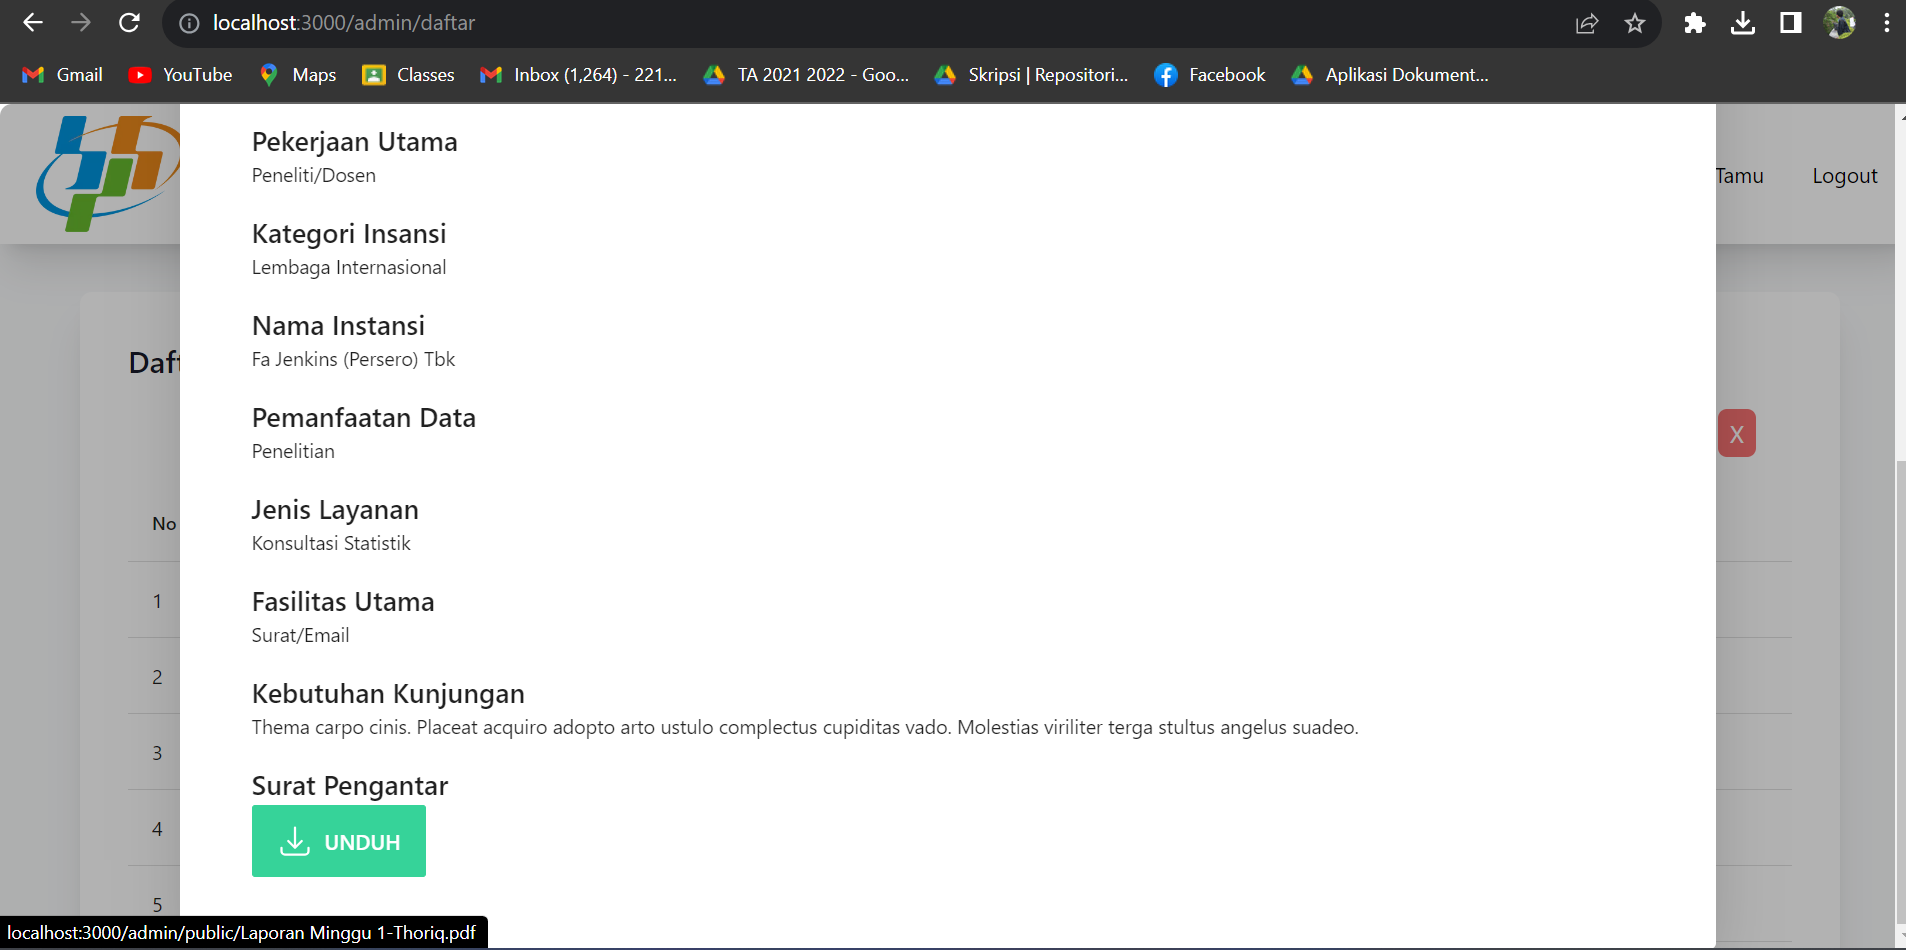 localhost:3000/admin/daftar
Gmail YouTube Maps Classes Inbox (1,264) - 221... TA 2021 2022 - Goo... Skripsi | Repositori... Facebook Aplikasi Dokument...
Tamu Logout
Pekerjaan Utama
Peneliti/Dosen
Kategori Insansi
Lembaga Internasional
Nama Instansi
Fa Jenkins (Persero) Tbk
Daft
Pemanfaatan Data
Penelitian
X
Jenis Layanan
Konsultasi Statistik
No
Fasilitas Utama
Surat/Email
1
2
3
4
5
Kebutuhan Kunjungan
Thema carpo cinis. Placeat acquiro adopto arto ustulo complectus cupiditas vado. Molestias viriliter terga stultus angelus suadeo.
Surat Pengantar
UNDUH
localhost:3000/admin/public/Laporan Minggu 1-Thoriq.pdf